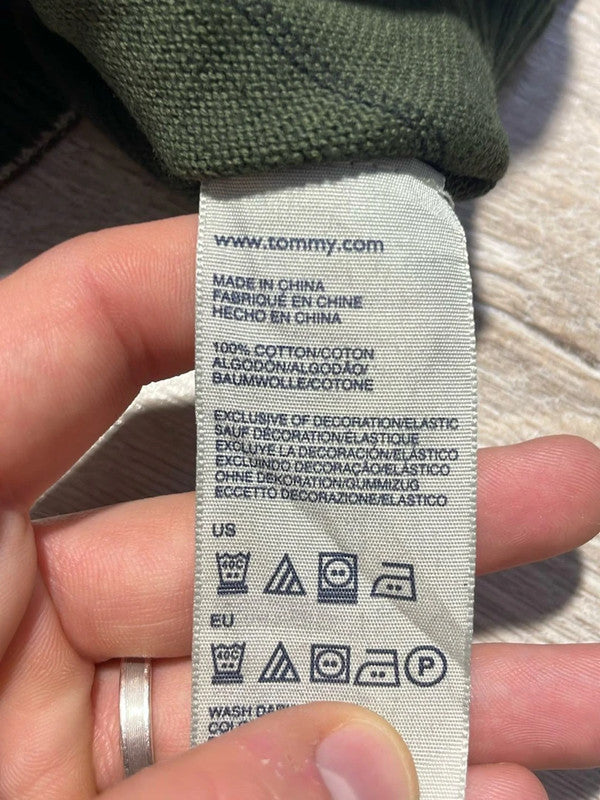 www.tommy.com
MADE IN CHINA
FABRIQUÉ EN CHINE
HECHO EN CHINA
100% COTTON/COTON
ALGODÓN/ALGODÃO/
BAUMWOLLE/COTONE
EXCLUSIVE OF DECORATION/ELASTIC
SAUF DÉCORATION/ÉLASTIQUE
EXCLUYE LA DECORACIÓN/ELÁSTICO
EXCLUINDO DECORAÇÃO/ELÁSTICO
OHNE DEKORATION/GUMMIZUG
ECCETTO DECORAZIONE/ELASTICO
US
40C
EU
40C P
WASH